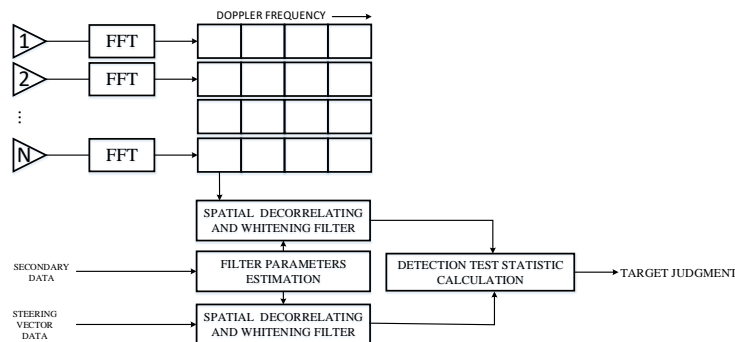 DOPPLER FREQUENCY
1
FFT
2
FFT
...
N
FFT
SPATIAL DECORRELATING
AND WHITENING FILTER
SECONDARY
DATA
FILTER PARAMETERS
ESTIMATION
DETECTION TEST STATISTIC
CALCULATION
TARGET JUDGMENT
STEERING
VECTOR
DATA
SPATIAL DECORRELATING
AND WHITENING FILTER